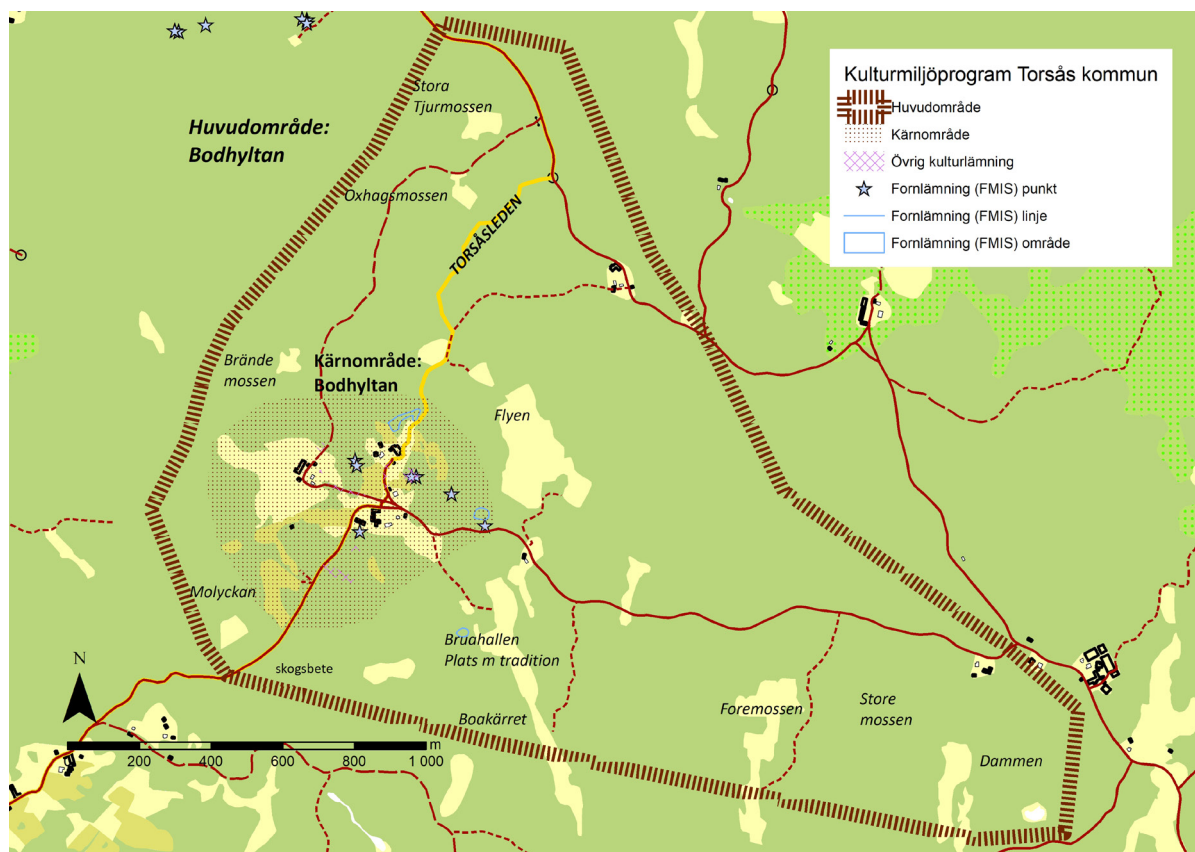 Kulturmiljöprogram Torsås kommun
Huvudområde
Kärnområde
Övrig kulturlämning
Fornlämning (FMIS) punkt
Fornlämning (FMIS) linje
Fornlämning (FMIS) område
Stora
Tjurmossen
Huvudområde:
Bodhyltan
Oxhagsmossen
TORSÅSLEDEN
Brände
mossen
Kärnområde:
Bodhyltan
Flyen
Molyckan
Bruahallen
Plats m tradition
skogsbete
N
Boakärret
Foremossen
Store
mossen
Dammen
m
200
400
600
800
1 000